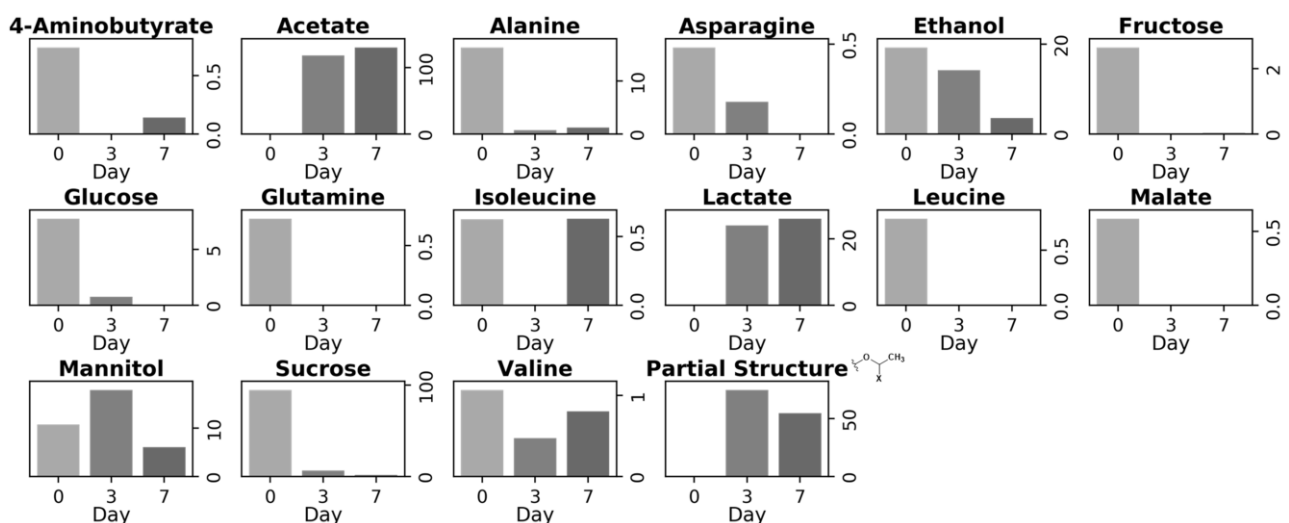 4-Aminobutyrate Acetate Alanine Asparagine Ethanol Fructose
0.0 0.5 0 100 0 10 0.0 0.5 0 20 0 2
0 3 7 0 3 7 0 3 7 0 3 7 0 3 7 0 3 7
Day Day Day Day Day Day
Glucose Glutamine Isoleucine Lactate Leucine Malate
0 5 0.0 0.5 0.0 0.5 0 20 0.0 0.5 0.0 0.5
0 3 7 0 3 7 0 3 7 0 3 7 0 3 7 0 3 7
Day Day Day Day Day Day
Mannitol Sucrose Valine Partial Structure O CH3 X
0 10 0 100 0 1 0 50
0 3 7 0 3 7 0 3 7 0 3 7
Day Day Day Day